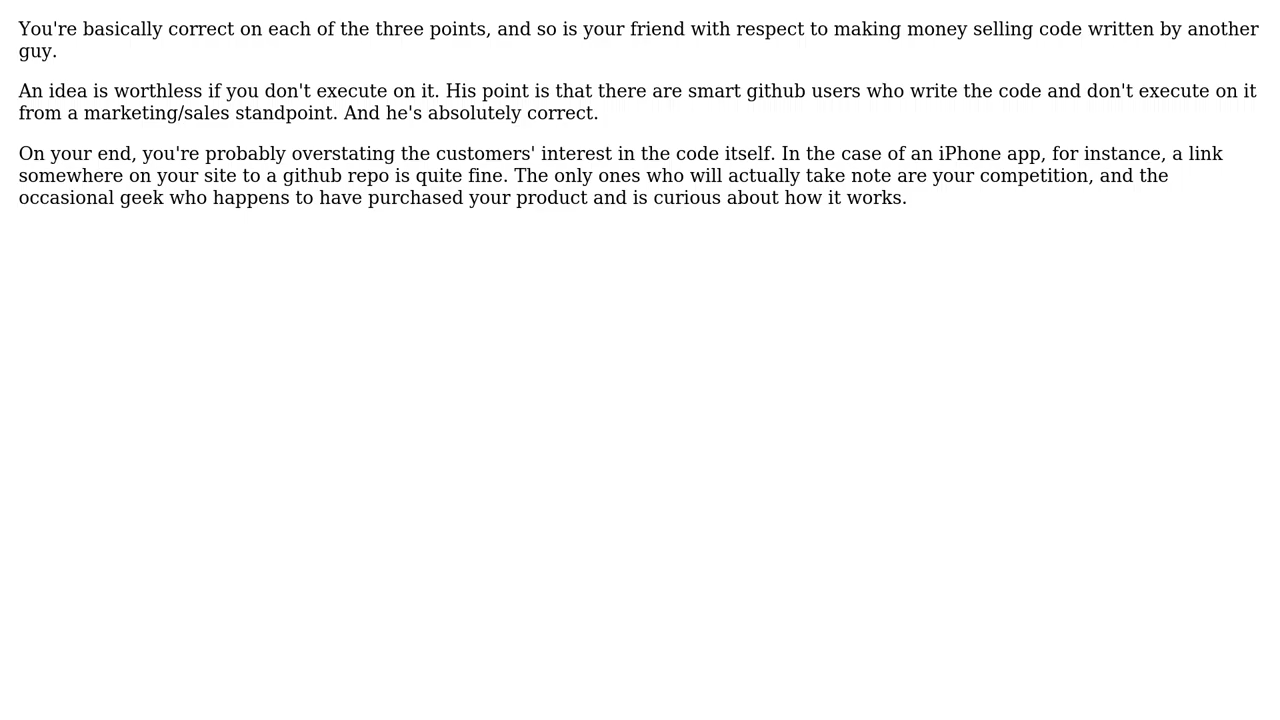 You're basically correct on each of the three points, and so is your friend with respect to making money selling code written by another
guy.
An idea is worthless if you don't execute on it. His point is that there are smart github users who write the code and don't execute on it
from a marketing/sales standpoint. And he's absolutely correct.
On your end, you're probably overstating the customers' interest in the code itself. In the case of an iPhone app, for instance, a link
somewhere on your site to a github repo is quite fine. The only ones who will actually take note are your competition, and the
occasional geek who happens to have purchased your product and is curious about how it works.